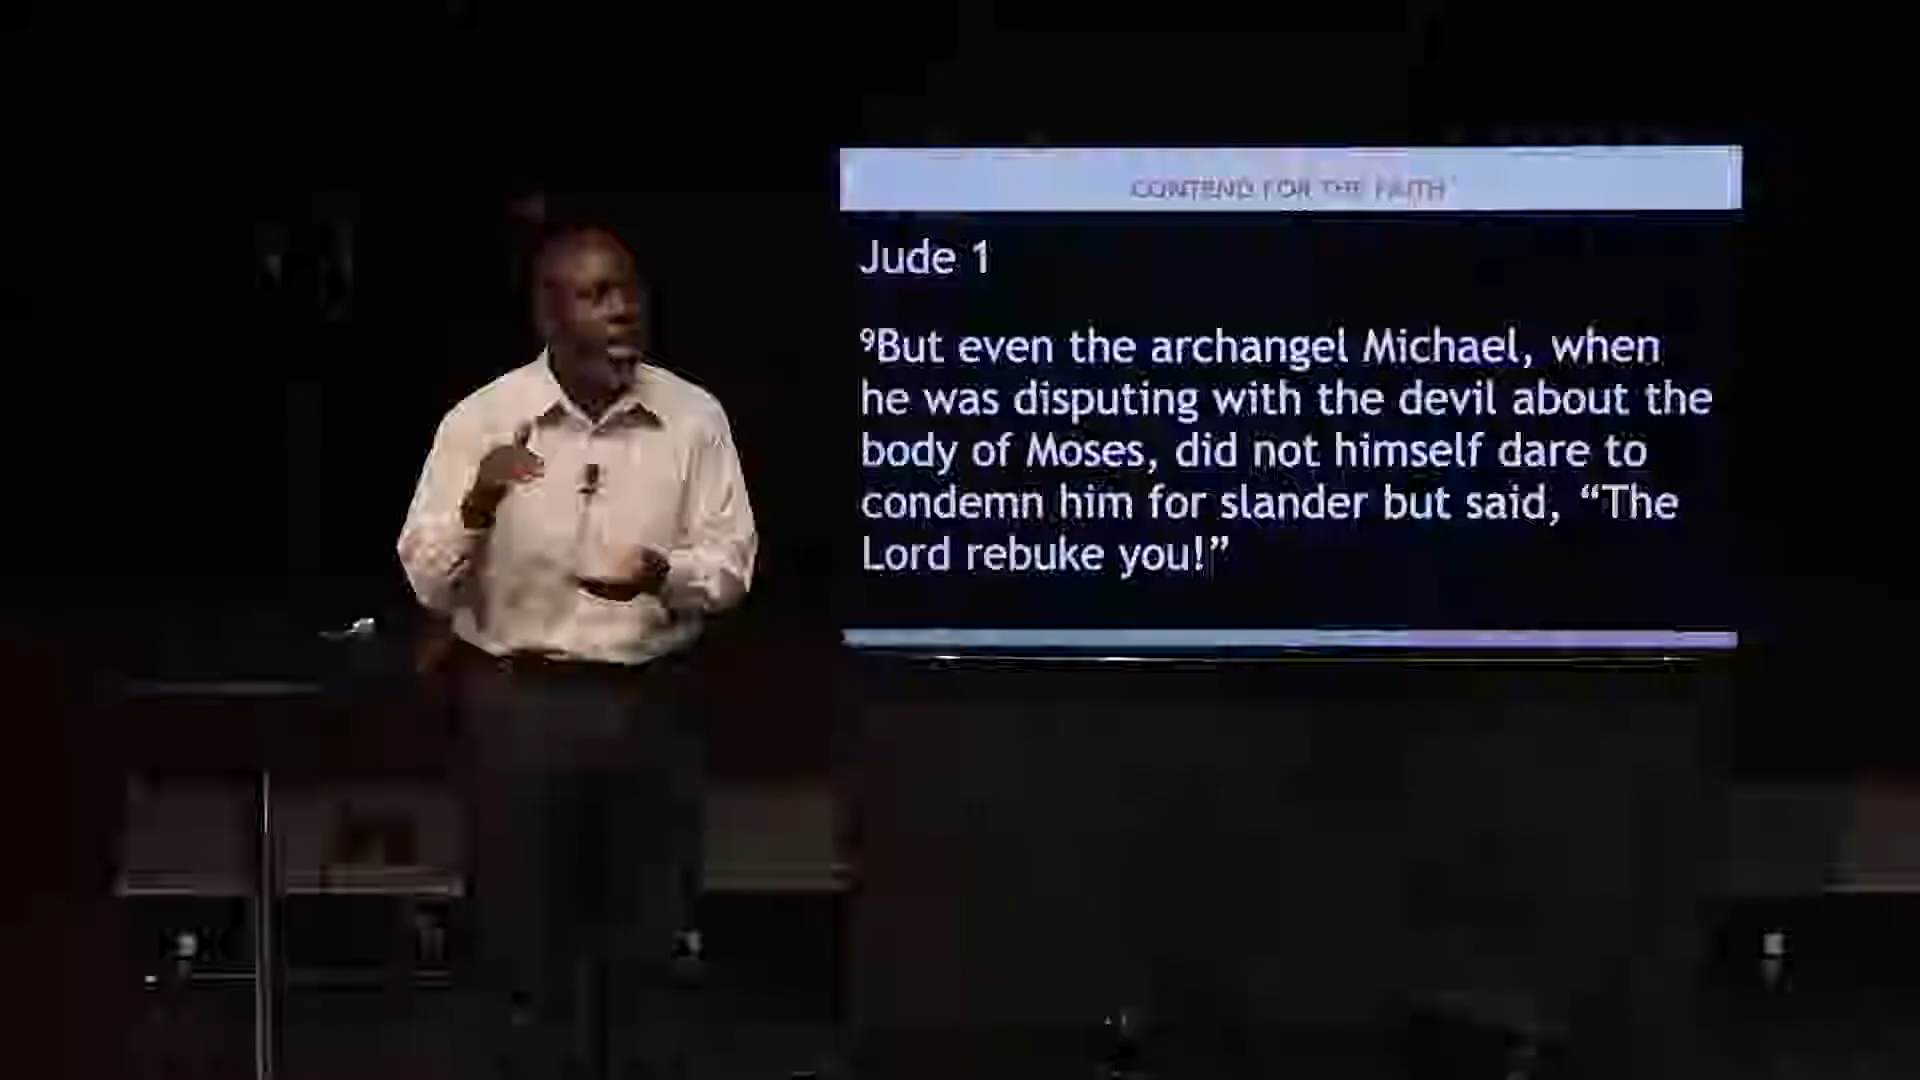 CONTEND FOR THE FAITH
Jude 1
⁹But even the archangel Michael, when
he was disputing with the devil about the
body of Moses, did not himself dare to
condemn him for slander but said, “The
Lord rebuke you!”